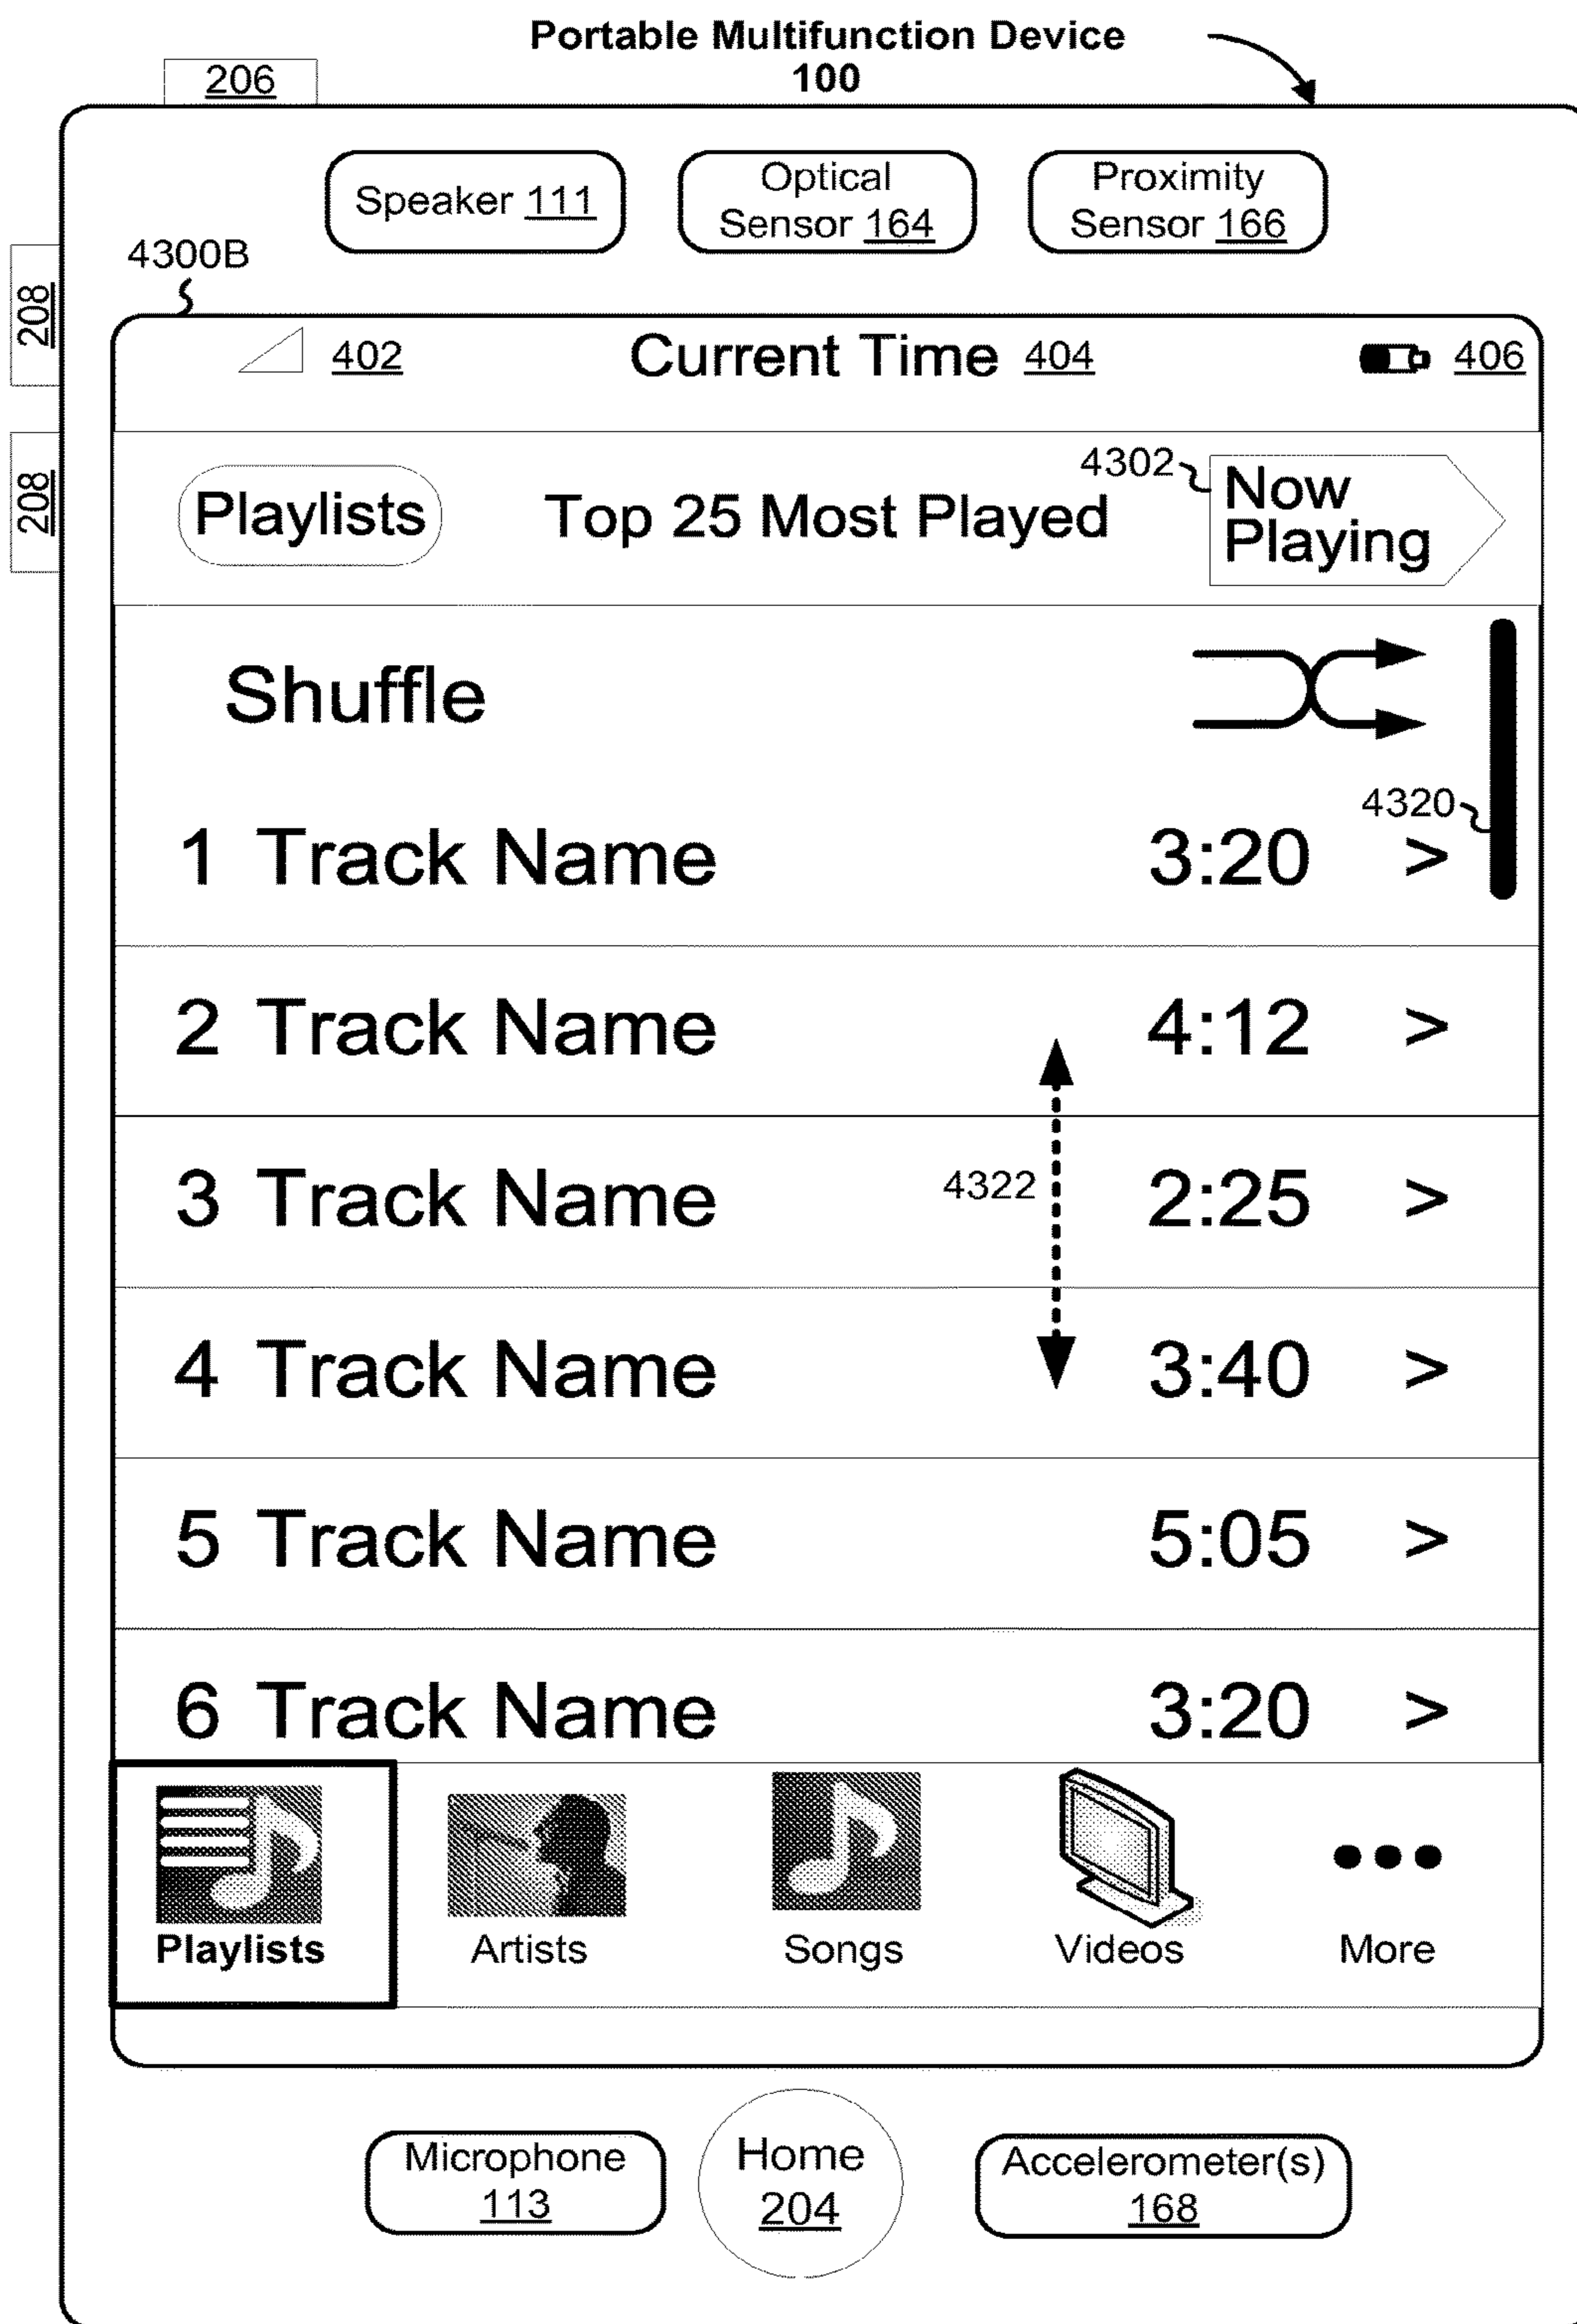 Portable Multifunction Device
100
206
Speaker 111
Optical
Sensor 164
Proximity
Sensor 166
4300B
208
208
402
Current Time 404
406
Playlists
Top 25 Most Played
4302
Now
Playing
Shuffle
4320
1 Track Name 3:20 >
2 Track Name 4:12 >
4322
3 Track Name 2:25 >
4 Track Name 3:40 >
5 Track Name 5:05 >
6 Track Name 3:20 >
Playlists
Artists
Songs
Videos
More
Microphone
113
Home
204
Accelerometer(s)
168